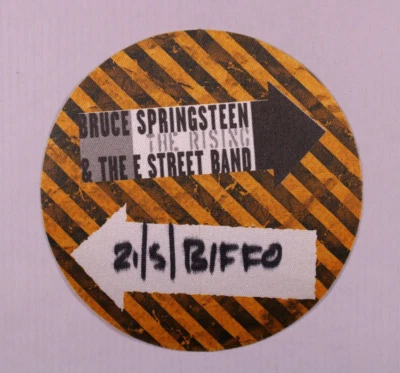 BRUCE SPRINGSTEEN
THE RISING
& THE E STREET BAND
21/5/BIFFO